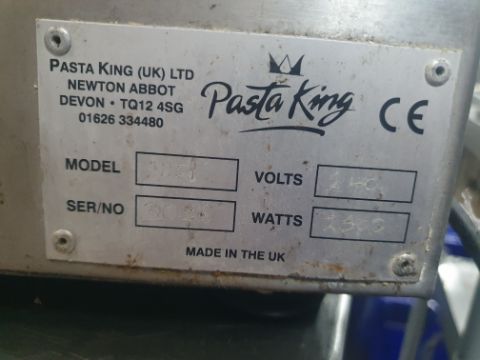 PASTA KING (UK) LTD
NEWTON ABBOT
DEVON • TQ12 4SG
01626 334480
Pasta King
CE
MODEL
VOLTS 240
SER/NO
WATTS
MADE IN THE UK